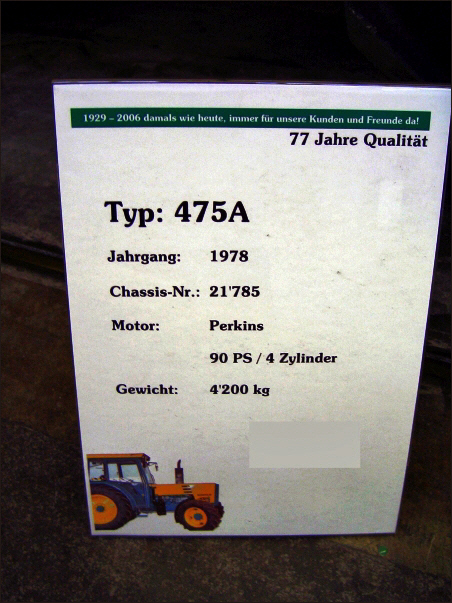 1929 – 2006 damals wie heute, immer für unsere Kunden und Freunde da!
77 Jahre Qualität
Typ: 475A
Jahrgang: 1978
Chassis-Nr.: 21'785
Motor: Perkins
90 PS / 4 Zylinder
Gewicht: 4'200 kg